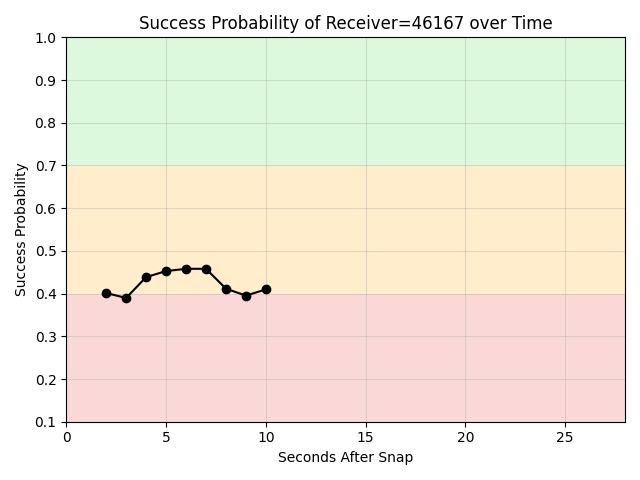 Success Probability of Receiver=46167 over Time
1.0
0.9
0.8
0.7
0.6
0.5
0.4
0.3
0.2
0.1
Success Probability
0 5 10 15 20 25
Seconds After Snap